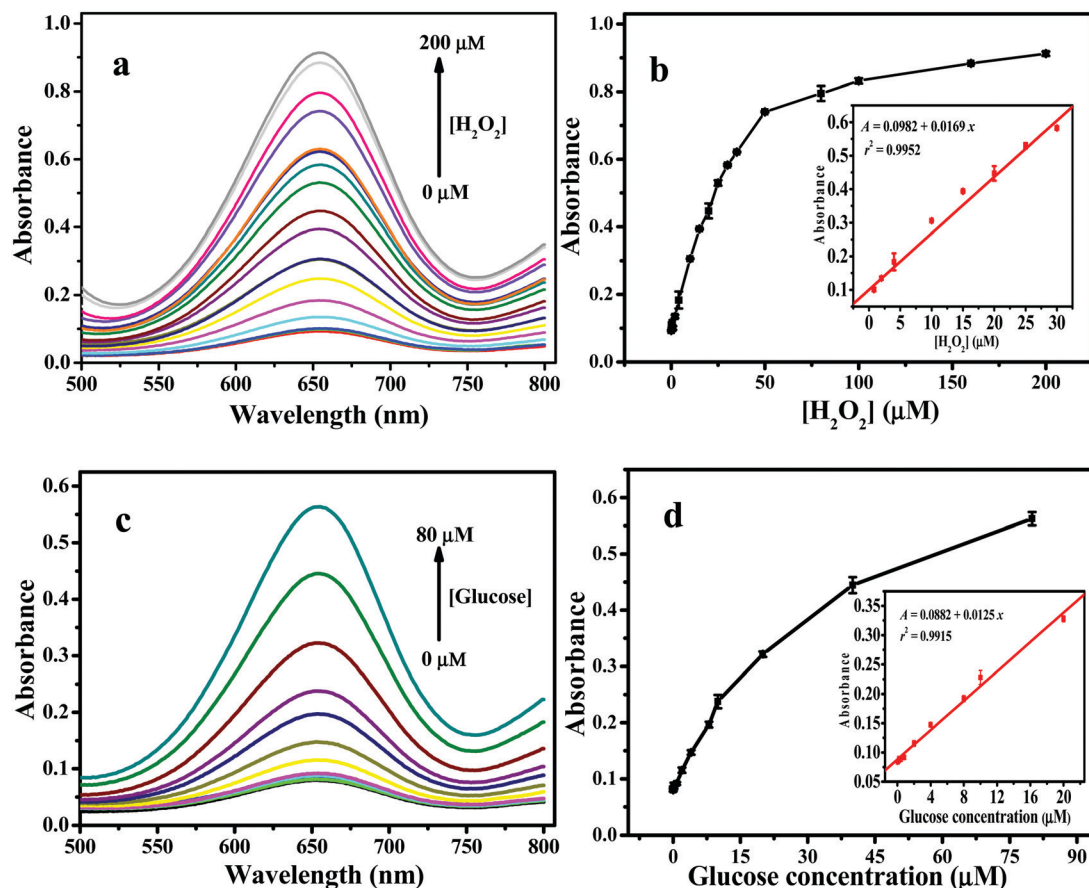 a
200 μM
[H₂O₂]
0 μM
Absorbance
1.0
0.8
0.6
0.4
0.2
0.0
500 550 600 650 700 750 800
Wavelength (nm)
b
Absorbance
1.0
0.8
0.6
0.4
0.2
0.0
0 50 100 150 200
[H₂O₂] (μM)
A = 0.0982 + 0.0169 x
r² = 0.9952
Absorbance
0.6
0.5
0.4
0.3
0.2
0.1
0 5 10 15 20 25 30
[H₂O₂] (μM)
c
80 μM
[Glucose]
0 μM
Absorbance
0.6
0.5
0.4
0.3
0.2
0.1
0.0
500 550 600 650 700 750 800
Wavelength (nm)
d
Absorbance
0.6
0.5
0.4
0.3
0.2
0.1
0.0
0 15 30 45 60 75 90
Glucose concentration (μM)
A = 0.0882 + 0.0125 x
r² = 0.9915
Absorbance
0.35
0.30
0.25
0.20
0.15
0.10
0.05
0 4 8 12 16 20
Glucose concentration (μM)